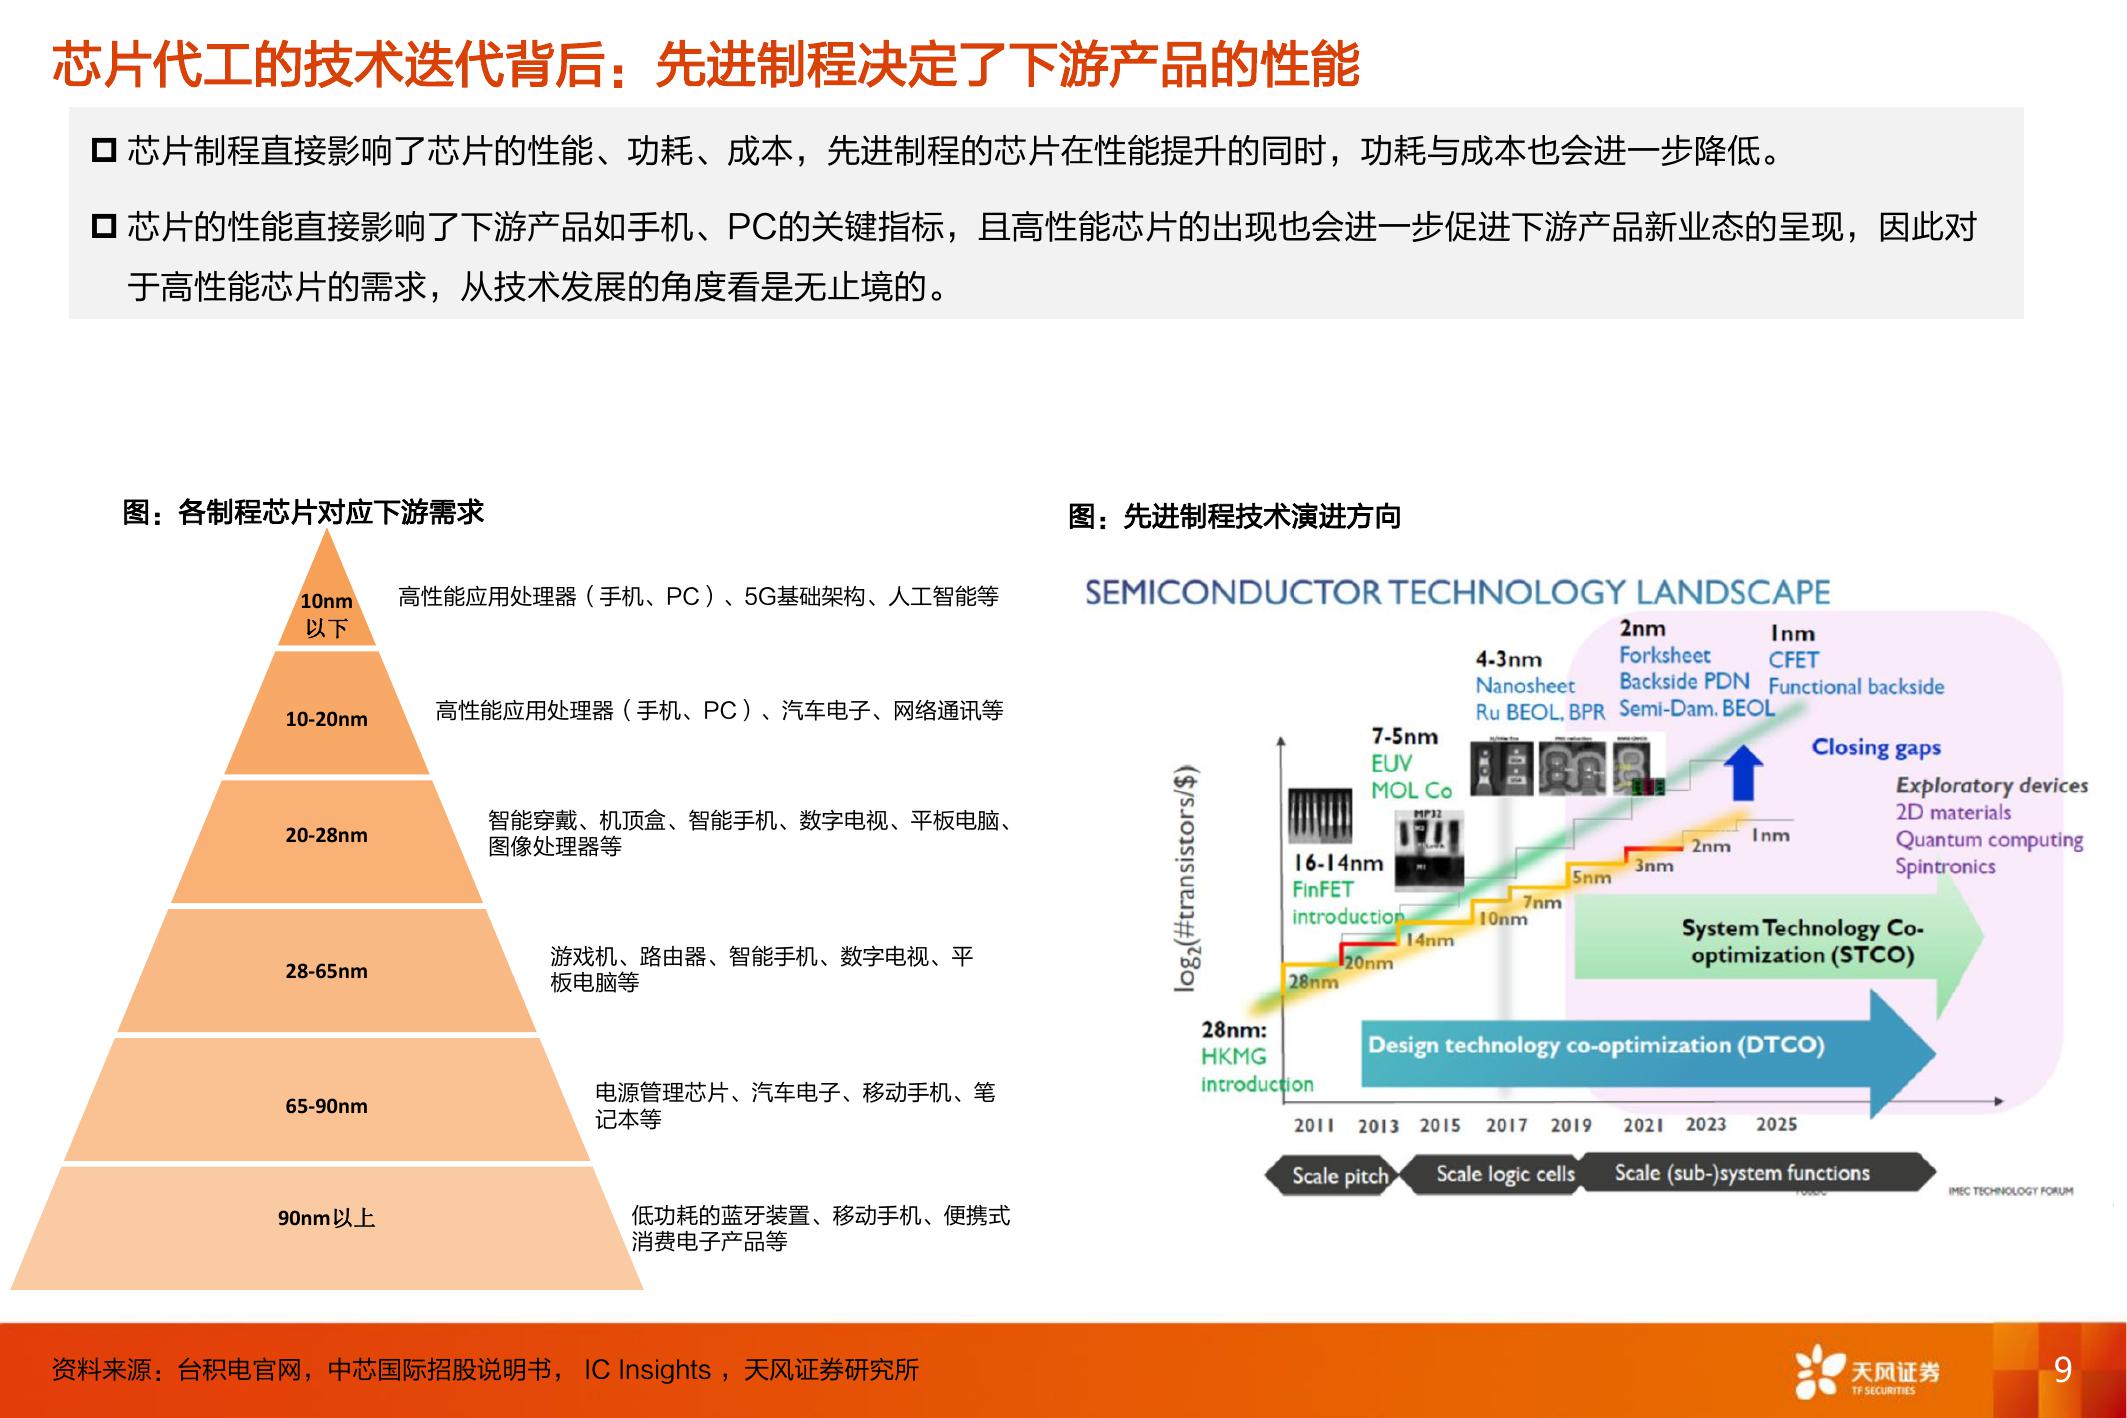 芯片代工的技术迭代背后：先进制程决定了下游产品的性能
芯片制程直接影响了芯片的性能、功耗、成本，先进制程的芯片在性能提升的同时，功耗与成本也会进一步降低。
芯片的性能直接影响了下游产品如手机、PC的关键指标，且高性能芯片的出现也会进一步促进下游产品新业态的呈现，因此对
于高性能芯片的需求，从技术发展的角度看是无止境的。
图：各制程芯片对应下游需求
10nm
以下
高性能应用处理器（手机、PC）、5G基础架构、人工智能等
10-20nm
高性能应用处理器（手机、PC）、汽车电子、网络通讯等
20-28nm
智能穿戴、机顶盒、智能手机、数字电视、平板电脑、
图像处理器等
28-65nm
游戏机、路由器、智能手机、数字电视、平
板电脑等
65-90nm
电源管理芯片、汽车电子、移动手机、笔
记本等
90nm以上
低功耗的蓝牙装置、移动手机、便携式
消费电子产品等
图：先进制程技术演进方向
SEMICONDUCTOR TECHNOLOGY LANDSCAPE
2nm
Forksheet
Backside PDN
Semi-Dam. BEOL
1nm
CFET
Functional backside
4-3nm
Nanosheet
Ru BEOL, BPR
7-5nm
EUV
MOL Co
MP32
16-14nm
FinFET
introduction
28nm:
HKMG
introduction
log2(#transistors/$)
Closing gaps
Exploratory devices
2D materials
Quantum computing
Spintronics
28nm
20nm
14nm
10nm
7nm
5nm
3nm
2nm
1nm
System Technology Co-
optimization (STCO)
Design technology co-optimization (DTCO)
2011 2013 2015 2017 2019 2021 2023 2025
Scale pitch
Scale logic cells
Scale (sub-)system functions
IMEC TECHNOLOGY FORUM
资料来源：台积电官网，中芯国际招股说明书， IC Insights ，天风证券研究所
天风证券
TF SECURITIES
9